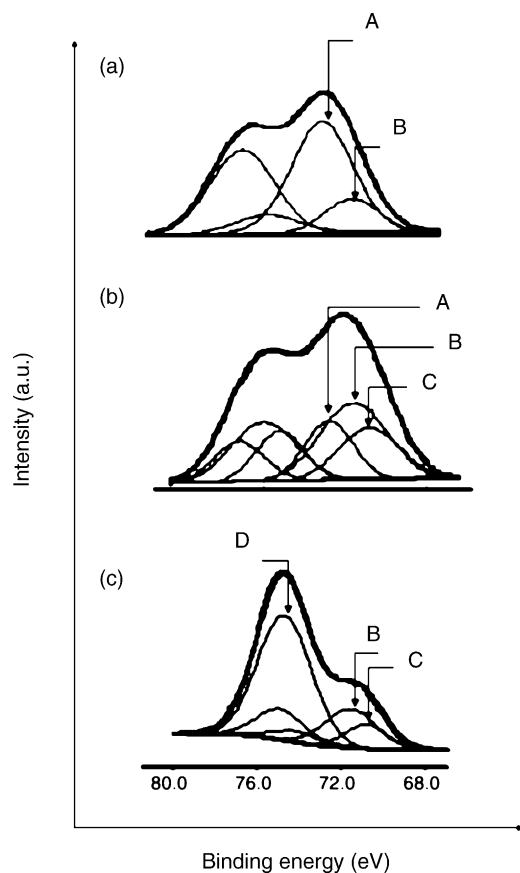 A
(a)
B
(b)
A
B
C
Intensity (a.u.)
(c)
D
B
C
80.0 76.0 72.0 68.0
Binding energy (eV)